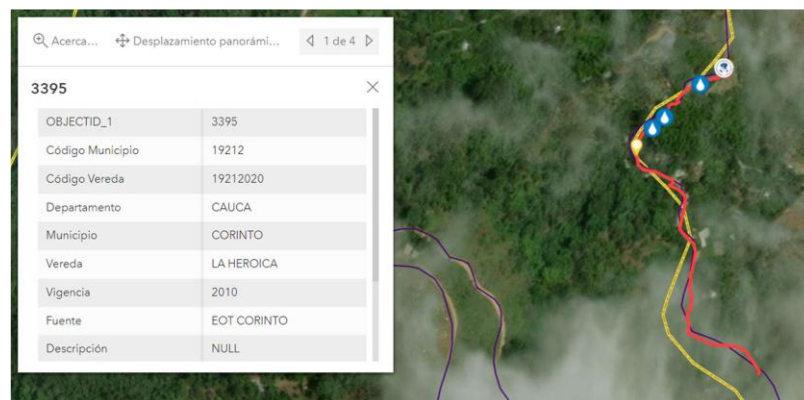 Acerca... Desplazamiento panorámi... 1 de 4
3395
OBJECTID_1 3395
Código Municipio 19212
Código Vereda 19212020
Departamento CAUCA
Municipio CORINTO
Vereda LA HEROICA
Vigencia 2010
Fuente EOT CORINTO
Descripción NULL